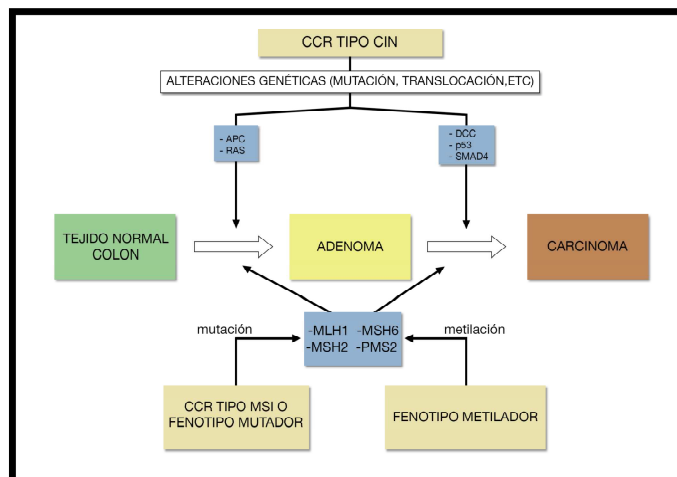 CCR TIPO CIN
ALTERACIONES GENÉTICAS (MUTACIÓN, TRANSLOCACIÓN,ETC)
- APC
- RAS
- DCC
- p53
- SMAD4
TEJIDO NORMAL
COLON
ADENOMA
CARCINOMA
mutación
-MLH1 -MSH6
-MSH2 -PMS2
metilación
CCR TIPO MSI O
FENOTIPO MUTADOR
FENOTIPO METILADOR